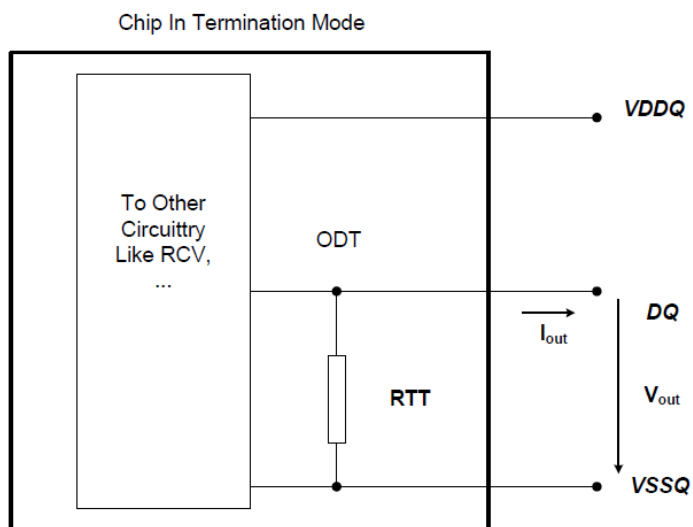 Chip In Termination Mode
VDDQ
To Other
Circuittry
Like RCV,
...
ODT
DQ
Iout
RTT
Vout
VSSQ